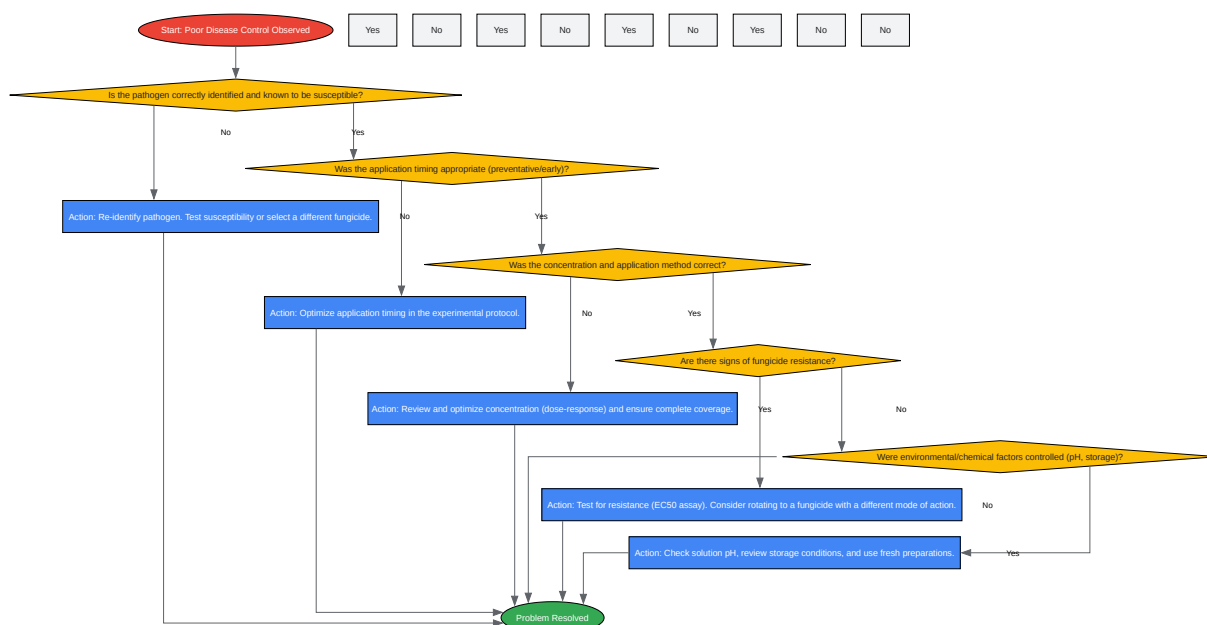 Start: Poor Disease Control Observed
Yes
No
Yes
No
Yes
No
Yes
No
No
Is the pathogen correctly identified and known to be susceptible?
No
Yes
Was the application timing appropriate (preventative/early)?
Action: Re-identify pathogen. Test susceptibility or select a different fungicide.
No
Yes
Was the concentration and application method correct?
Action: Optimize application timing in the experimental protocol.
No
Yes
Are there signs of fungicide resistance?
Action: Review and optimize concentration (dose-response) and ensure complete coverage.
Yes
No
Were environmental/chemical factors controlled (pH, storage)?
Action: Test for resistance (EC50 assay). Consider rotating to a fungicide with a different mode of action.
No
Action: Check solution pH, review storage conditions, and use fresh preparations.
Yes
Problem Resolved